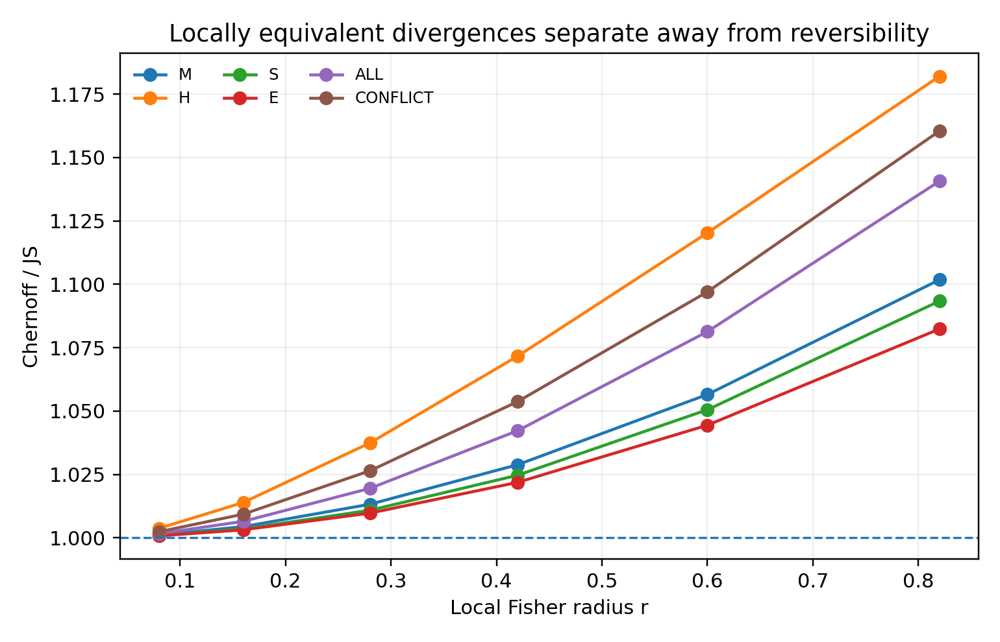 Locally equivalent divergences separate away from reversibility
M S ALL
H E CONFLICT
1.175
1.150
1.125
1.100
1.075
1.050
1.025
1.000
Chernoff / JS
0.1 0.2 0.3 0.4 0.5 0.6 0.7 0.8
Local Fisher radius r